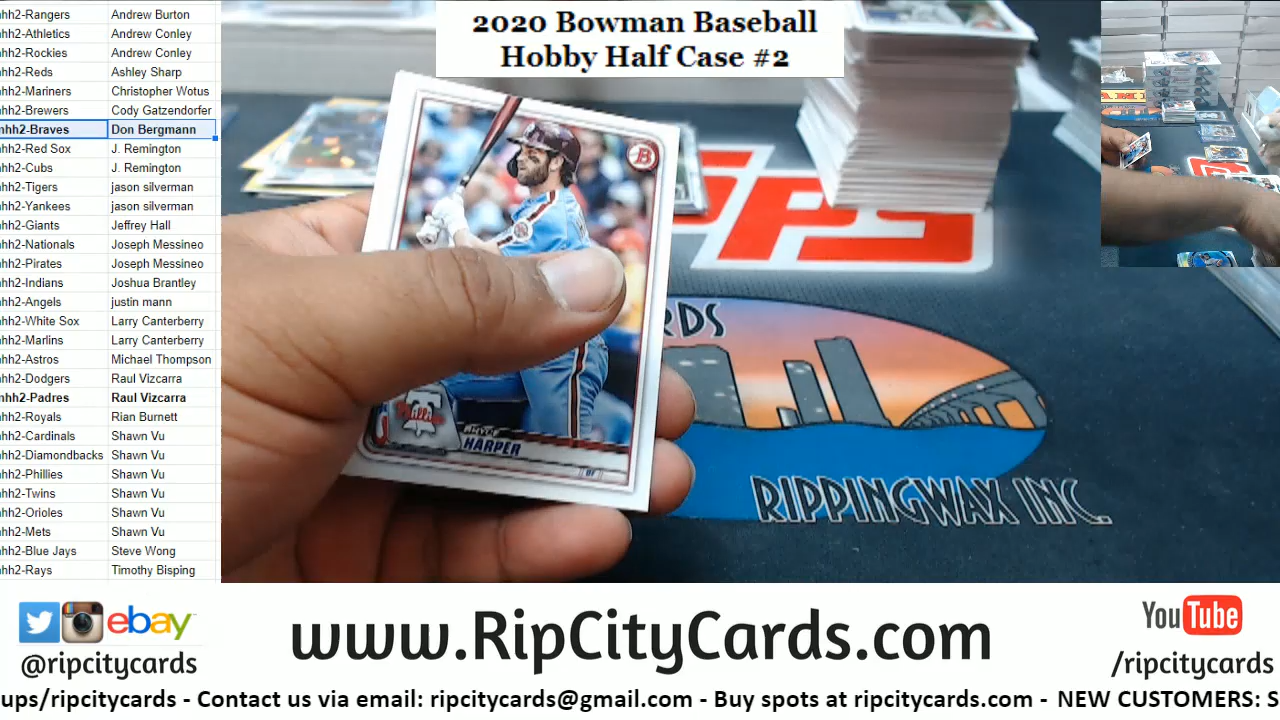 hh2-Rangers Andrew Burton
hh2-Athletics Andrew Conley
hh2-Rockies Andrew Conley
hh2-Reds Ashley Sharp
hh2-Mariners Christopher Wotus
hh2-Brewers Cody Gatzendorfer
hh2-Braves Don Bergmann
hh2-Red Sox J. Remington
hh2-Cubs J. Remington
hh2-Tigers jason silverman
hh2-Yankees jason silverman
hh2-Giants Jeffrey Hall
hh2-Nationals Joseph Messineo
hh2-Pirates Joseph Messineo
hh2-Indians Joshua Brantley
hh2-Angels justin mann
hh2-White Sox Larry Canterberry
hh2-Marlins Larry Canterberry
hh2-Astros Michael Thompson
hh2-Dodgers Raul Vizcarra
hh2-Padres Raul Vizcarra
hh2-Royals Rian Burnett
hh2-Cardinals Shawn Vu
hh2-Diamondbacks Shawn Vu
hh2-Phillies Shawn Vu
hh2-Twins Shawn Vu
hh2-Orioles Shawn Vu
hh2-Mets Shawn Vu
hh2-Blue Jays Steve Wong
hh2-Rays Timothy Bisping
2020 Bowman Baseball
Hobby Half Case #2
B
Phillies
HARPER
OPPS
RDS
RIPPINGWAX INC.
ebay
@ripcitycards
www.RipCityCards.com
YouTube
/ripcitycards
ups/ripcitycards - Contact us via email: ripcitycards@gmail.com - Buy spots at ripcitycards.com - NEW CUSTOMERS: S